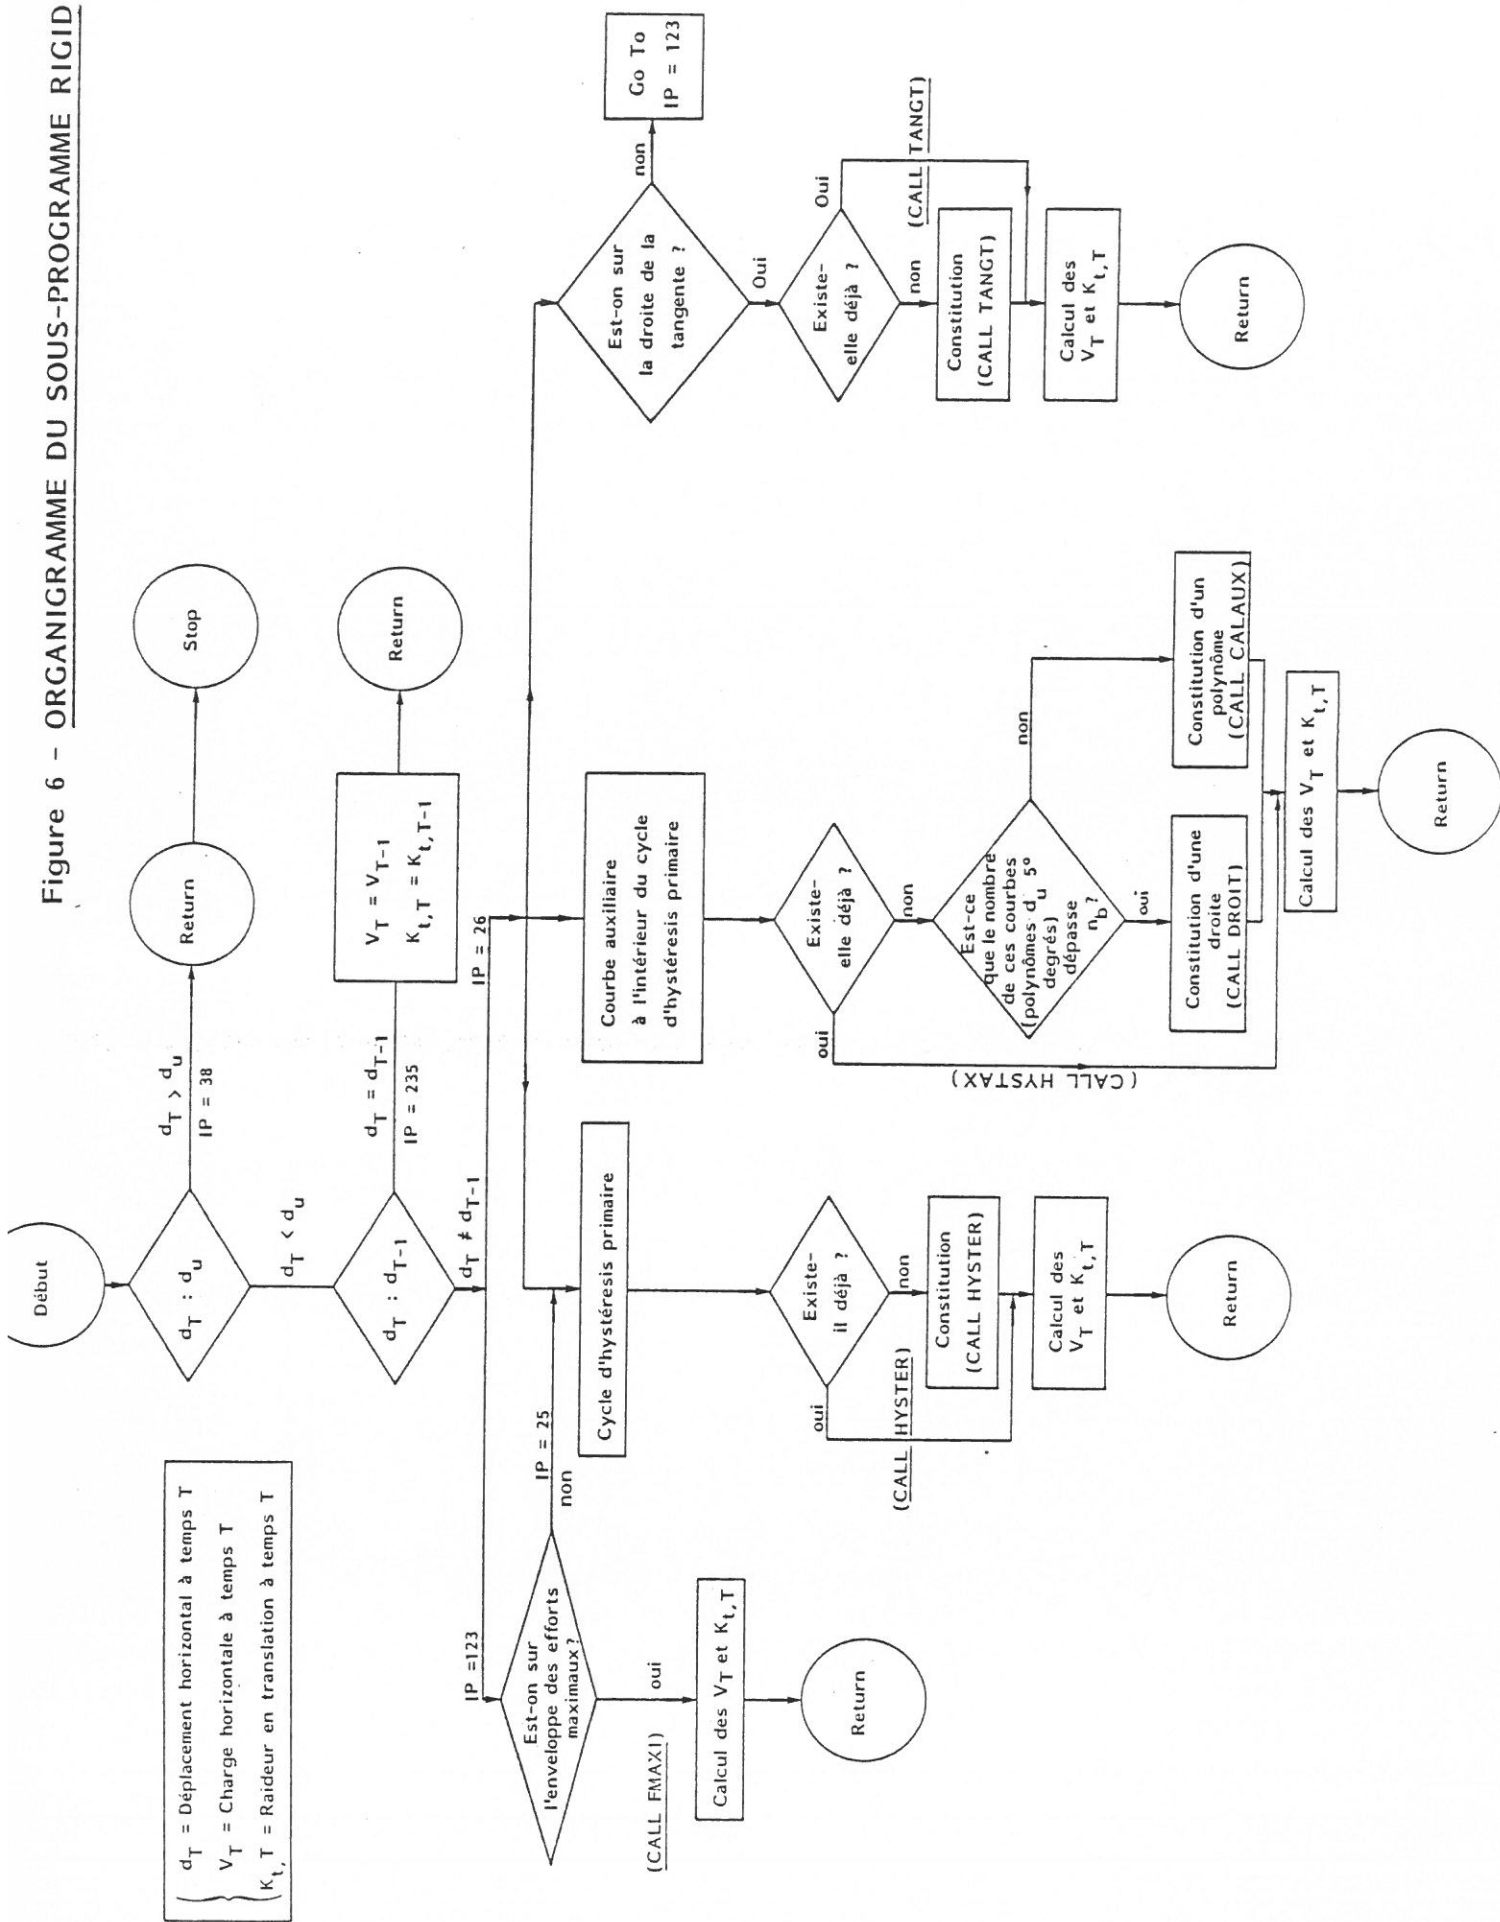 Figure 6 - ORGANIGRAMME DU SOUS-PROGRAMME RIGID
d_T = Déplacement horizontal à temps T
V_T = Charge horizontale à temps T
K_t,T = Raideur en translation à temps T
Début
d_T : d_u
d_T > d_u
IP = 38
Return
Stop
d_T < d_u
d_T : d_T-1
d_T = d_T-1
IP = 235
V_T = V_T-1
K_t,T = K_t,T-1
Return
d_T ≠ d_T-1
IP =123
IP = 26
Est-on sur
l'enveloppe des efforts
maximaux?
IP = 25
non
oui
(CALL FMAXI)
Calcul des V_T et K_t,T
Return
Cycle d'hystéresis primaire
Existe-
il déjà ?
oui
non
(CALL HYSTER)
Constitution
(CALL HYSTER)
Calcul des
V_T et K_t,T
Return
Courbe auxiliaire
à l'intérieur du cycle
d'hystéresis primaire
Existe-
elle déjà ?
oui
non
(CALL HYSTAX)
Est-ce
que le nombre
de ces courbes
(polynômes d_u 5°
degrés)
dépasse
n_b?
non
oui
Constitution d'une
droite
(CALL DROIT)
Constitution d'un
polynôme
(CALL CALAUX)
Calcul des V_T et K_t,T
Return
Est-on sur
la droite de la
tangente ?
non
Go To
IP = 123
Oui
Existe-
elle déjà ?
Oui
non
(CALL TANGT)
Constitution
(CALL TANGT)
Calcul des
V_T et K_t,T
Return